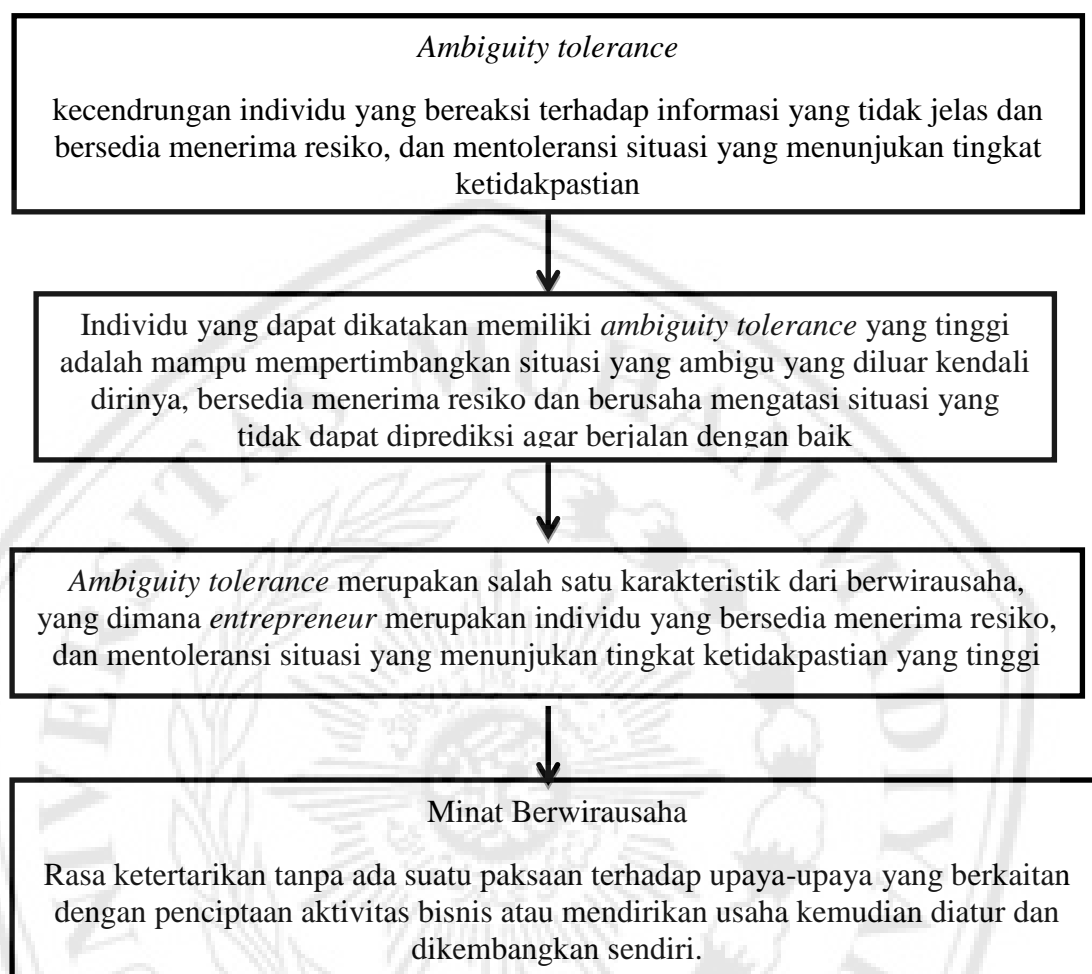 Ambiguity tolerance
kecendrungan individu yang bereaksi terhadap informasi yang tidak jelas dan
bersedia menerima resiko, dan mentoleransi situasi yang menunjukan tingkat
ketidakpastian
Individu yang dapat dikatakan memiliki ambiguity tolerance yang tinggi
adalah mampu mempertimbangkan situasi yang ambigu yang diluar kendali
dirinya, bersedia menerima resiko dan berusaha mengatasi situasi yang
tidak dapat diprediksi agar berjalan dengan baik
Ambiguity tolerance merupakan salah satu karakteristik dari berwirausaha,
yang dimana entrepreneur merupakan individu yang bersedia menerima resiko,
dan mentoleransi situasi yang menunjukan tingkat ketidakpastian yang tinggi
Minat Berwirausaha
Rasa ketertarikan tanpa ada suatu paksaan terhadap upaya-upaya yang berkaitan
dengan penciptaan aktivitas bisnis atau mendirikan usaha kemudian diatur dan
dikembangkan sendiri.